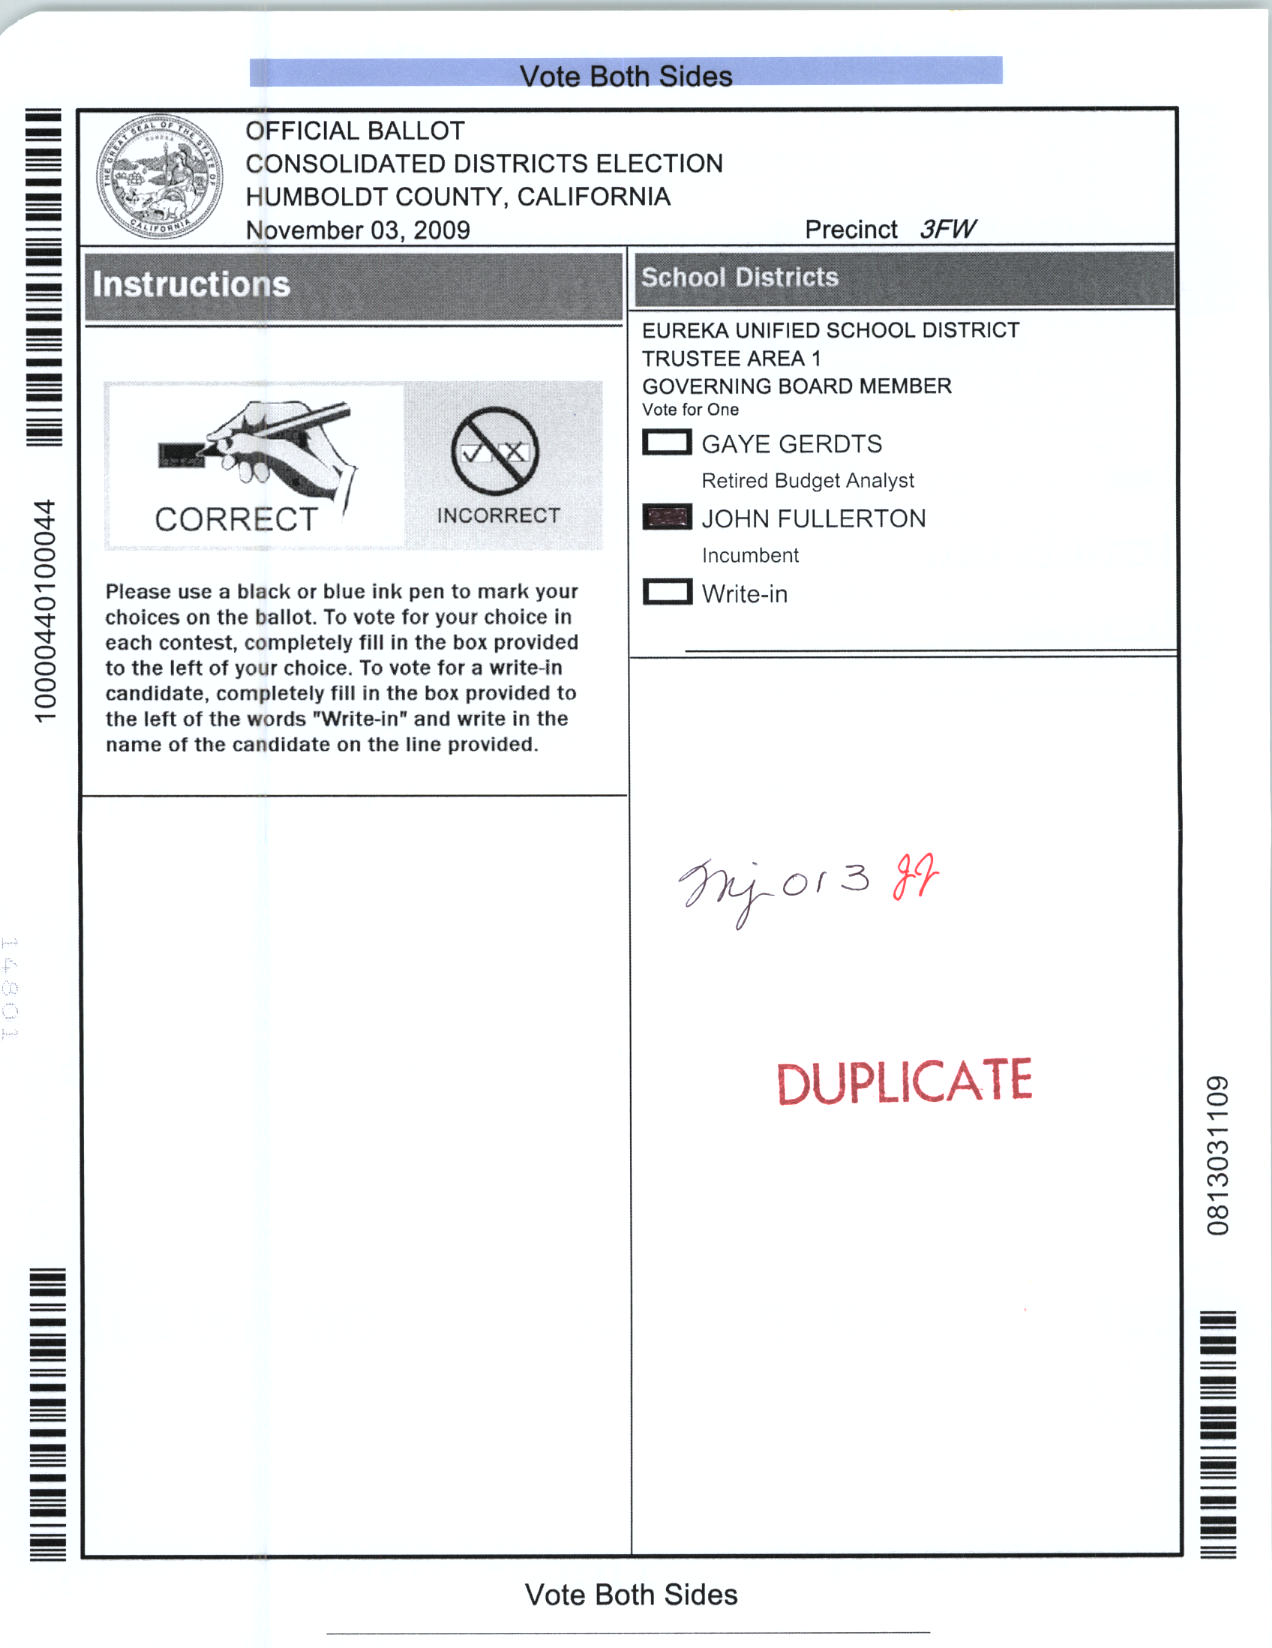 Vote Both Sides
OFFICIAL BALLOT
CONSOLIDATED DISTRICTS ELECTION
HUMBOLDT COUNTY, CALIFORNIA
November 03, 2009
Precinct 3FW
THE GREAT SEAL OF THE STATE OF CALIFORNIA
EUREKA
Instructions
CORRECT
INCORRECT
Please use a black or blue ink pen to mark your
choices on the ballot. To vote for your choice in
each contest, completely fill in the box provided
to the left of your choice. To vote for a write-in
candidate, completely fill in the box provided to
the left of the words "Write-in" and write in the
name of the candidate on the line provided.
School Districts
EUREKA UNIFIED SCHOOL DISTRICT
TRUSTEE AREA 1
GOVERNING BOARD MEMBER
Vote for One
GAYE GERDTS
Retired Budget Analyst
JOHN FULLERTON
Incumbent
Write-in
013
DUPLICATE
10000440100044
14801
0813031109
Vote Both Sides